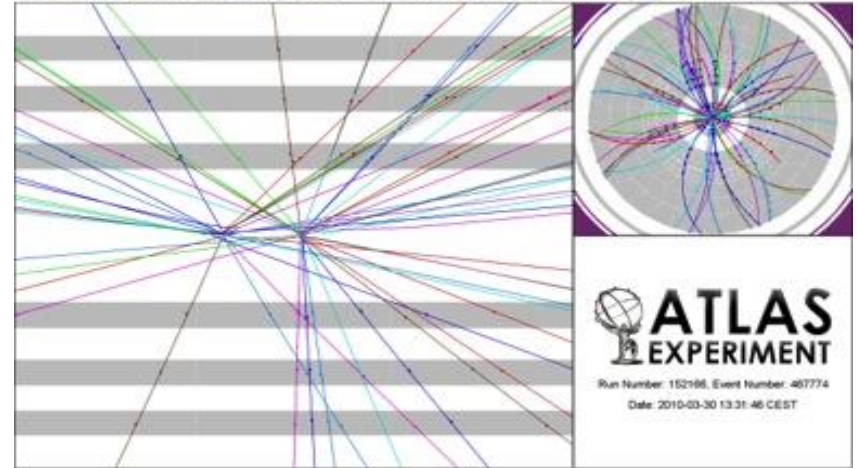 ATLAS
EXPERIMENT
Run Number: 152166, Event Number: 467774
Date: 2010-03-30 13:31:46 CEST